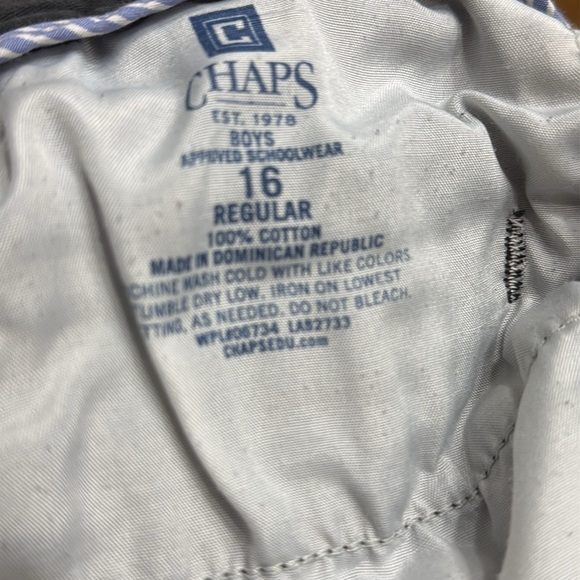 C
CHAPS
EST. 1978
BOYS
APPROVED SCHOOLWEAR
16
REGULAR
100% COTTON
MADE IN DOMINICAN REPUBLIC
CHINE WASH COLD WITH LIKE COLORS
TUMBLE DRY LOW. IRON ON LOWEST
TTING, AS NEEDED. DO NOT BLEACH.
WPL#06734 LAB2733
CHAPSEDU.com